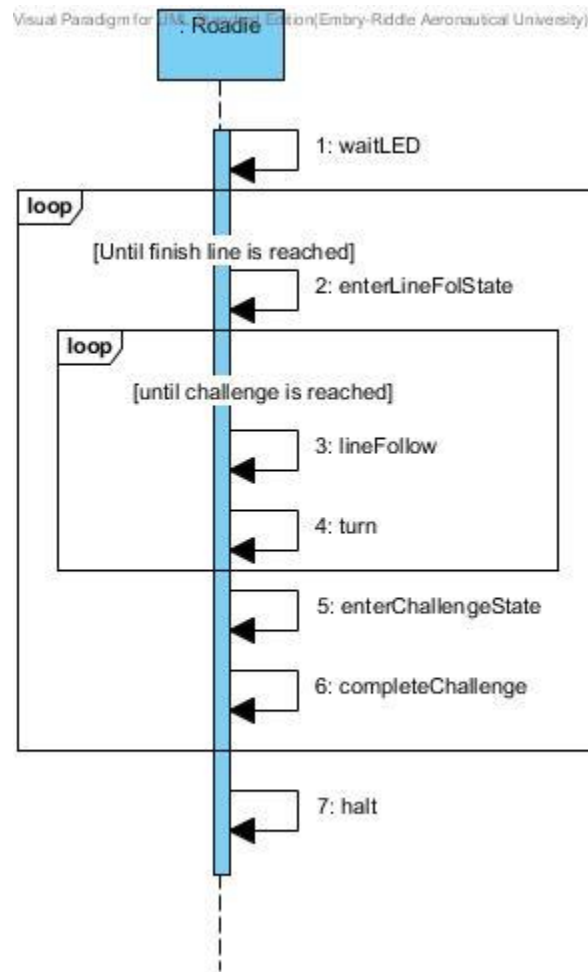 Visual Paradigm for UML Standard Edition(Embry-Riddle Aeronautical University)
: Roadie
1: waitLED
loop
[Until finish line is reached]
2: enterLineFolState
loop
[until challenge is reached]
3: lineFollow
4: turn
5: enterChallengeState
6: completeChallenge
7: halt